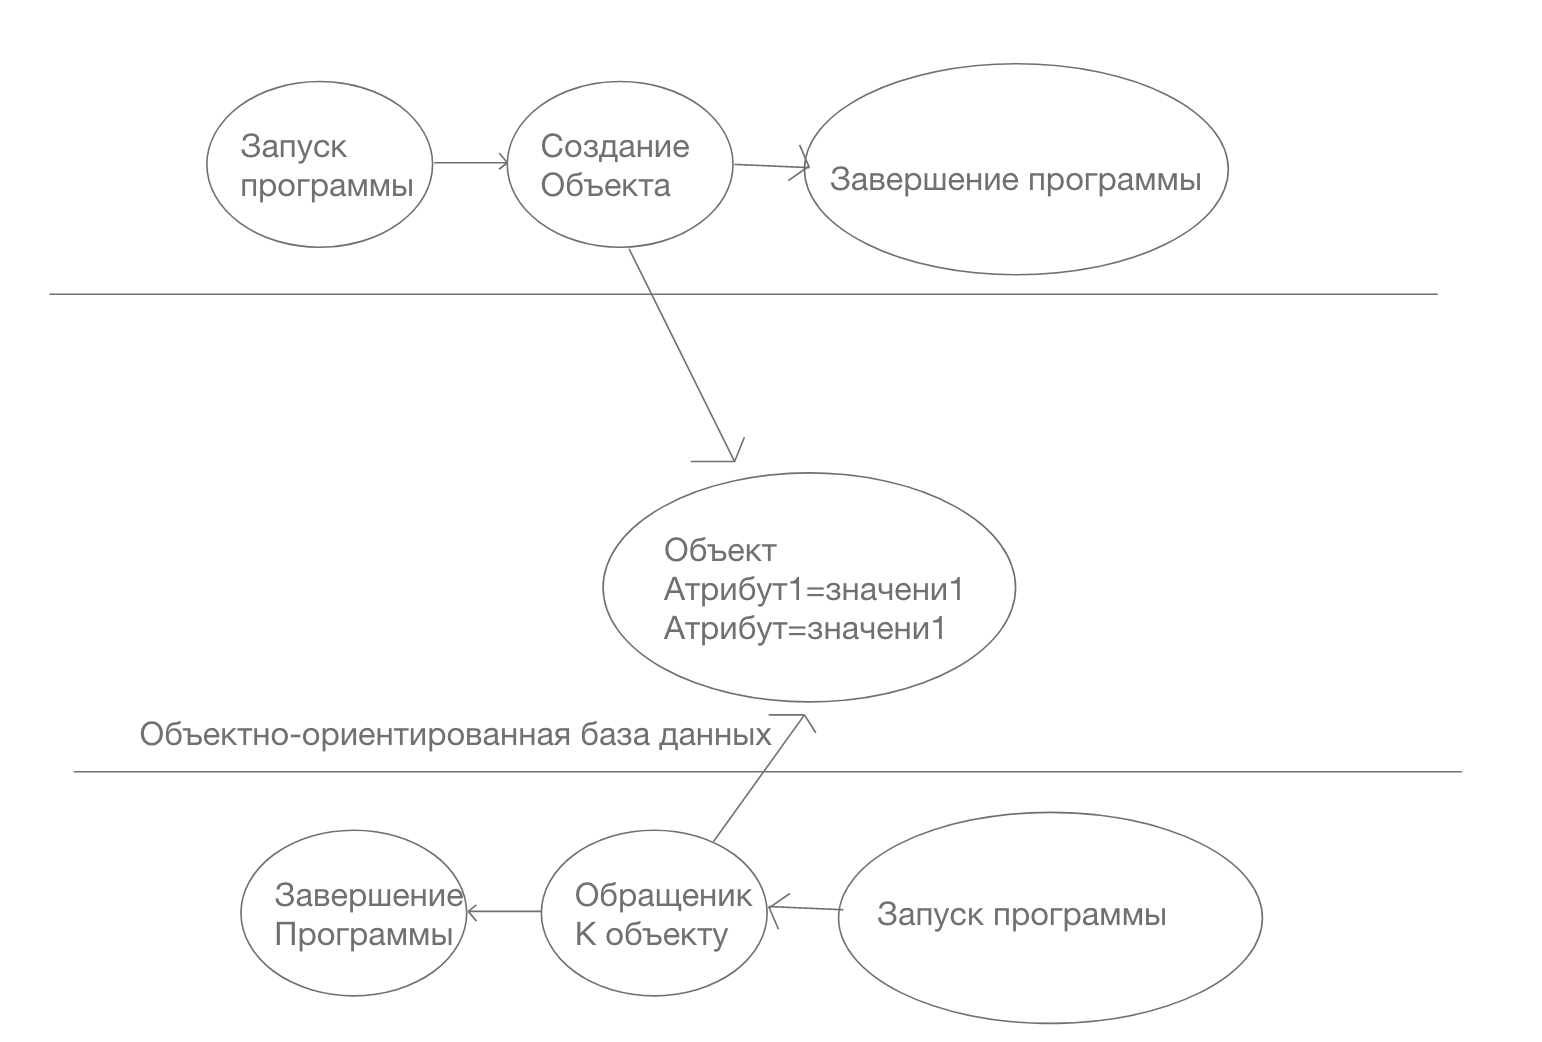 Запуск
программы
Создание
Объекта
Завершение программы
Объект
Атрибут1=значени1
Атрибут=значени1
Объектно-ориентированная база данных
Завершение
Программы
Обращеник
К объекту
Запуск программы